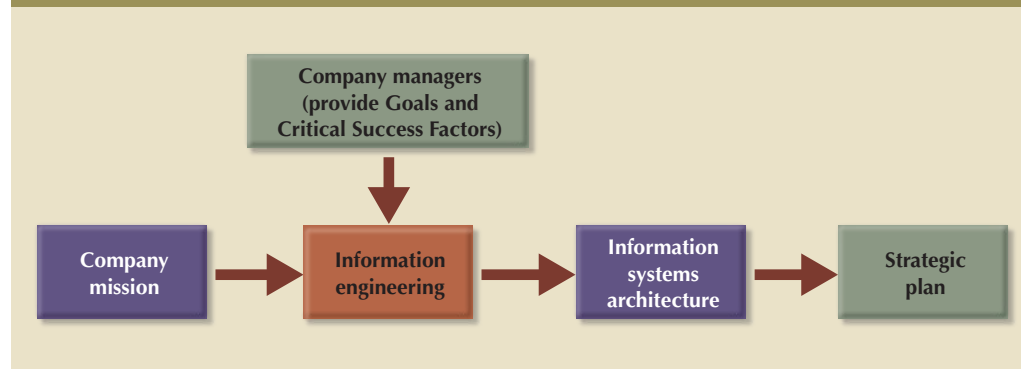 Company managers
(provide Goals and
Critical Success Factors)
Company
mission
Information
engineering
Information
systems
architecture
Strategic
plan